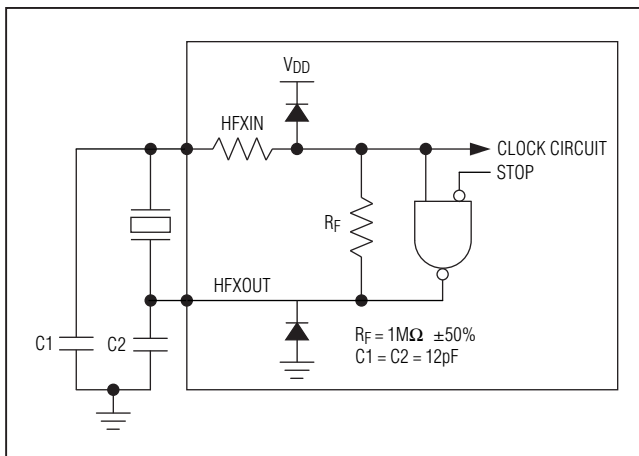 VDD
HFXIN
CLOCK CIRCUIT
STOP
RF
HFXOUT
C1
C2
RF = 1MΩ ±50%
C1 = C2 = 12pF